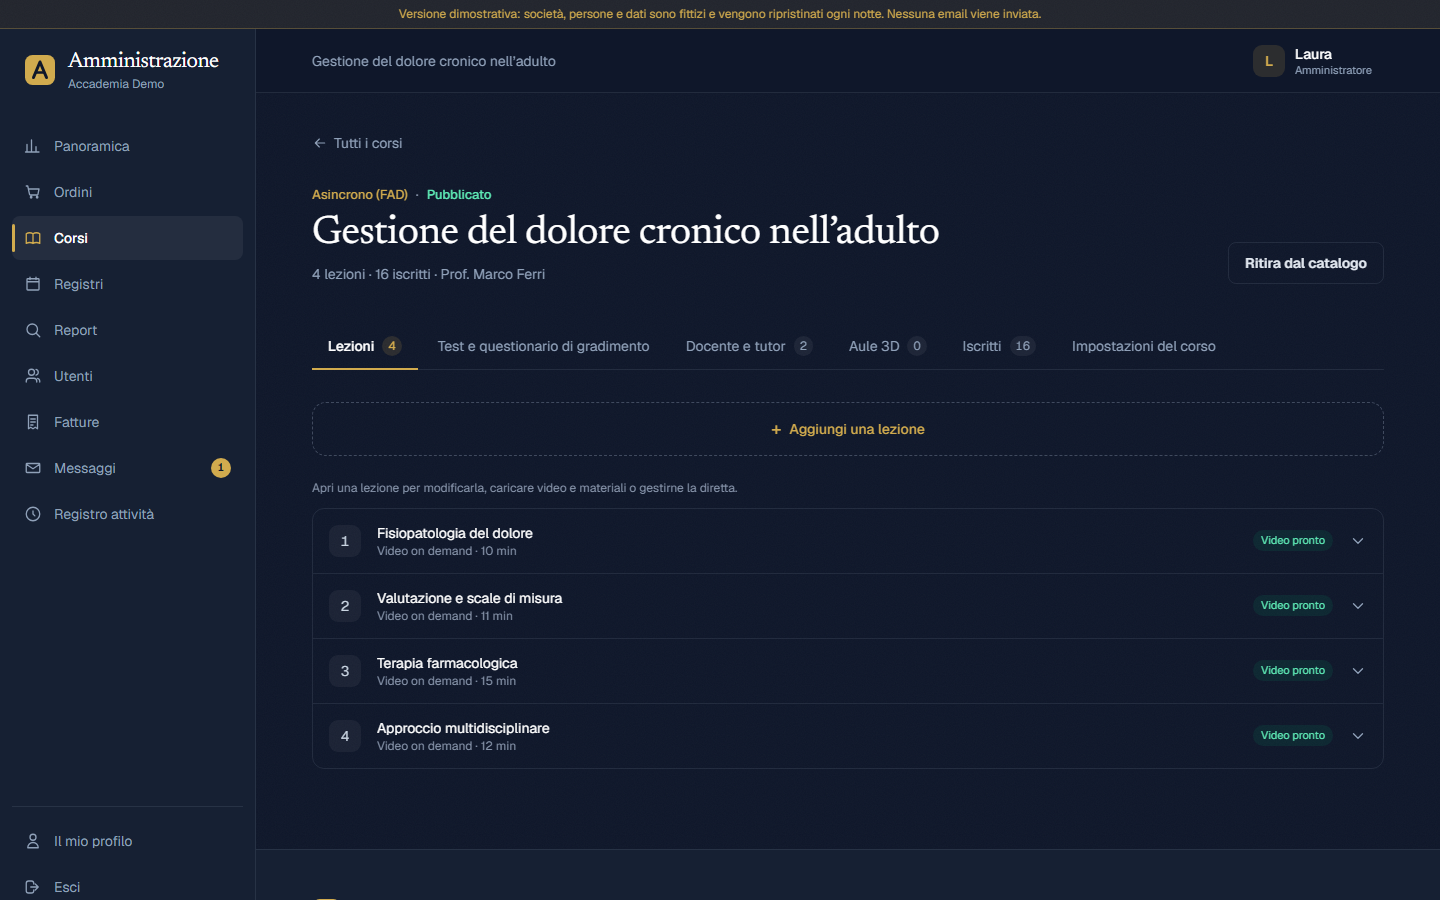 Versione dimostrativa: società, persone e dati sono fittizi e vengono ripristinati ogni notte. Nessuna email viene inviata.
A
Amministrazione
Accademia Demo
Panoramica
Ordini
Corsi
Registri
Report
Utenti
Fatture
Messaggi 1
Registro attività
Il mio profilo
Esci
Gestione del dolore cronico nell’adulto
L
Laura
Amministratore
← Tutti i corsi
Asincrono (FAD) · Pubblicato
Gestione del dolore cronico nell’adulto
4 lezioni · 16 iscritti · Prof. Marco Ferri
Ritira dal catalogo
Lezioni 4 Test e questionario di gradimento Docente e tutor 2 Aule 3D 0 Iscritti 16 Impostazioni del corso
+ Aggiungi una lezione
Apri una lezione per modificarla, caricare video e materiali o gestirne la diretta.
1 Fisiopatologia del dolore
Video on demand · 10 min
Video pronto
2 Valutazione e scale di misura
Video on demand · 11 min
Video pronto
3 Terapia farmacologica
Video on demand · 15 min
Video pronto
4 Approccio multidisciplinare
Video on demand · 12 min
Video pronto